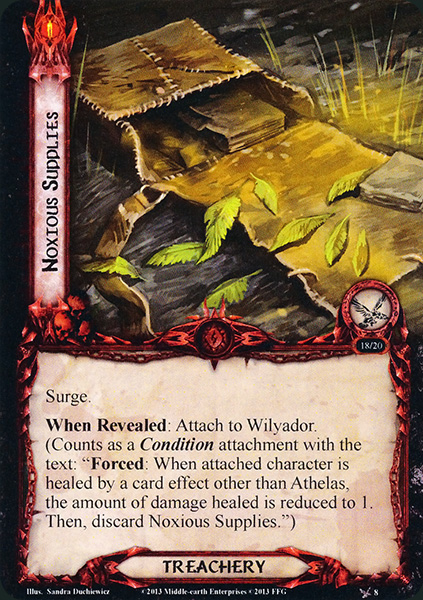 Noxious Supplies
18/20
Surge.
When Revealed: Attach to Wilyador.
(Counts as a Condition attachment with the
text: “Forced: When attached character is
healed by a card effect other than Athelas,
the amount of damage healed is reduced to 1.
Then, discard Noxious Supplies.”)
TREACHERY
Illus. Sandra Duchiewicz ©2013 Middle-earth Enterprises ©2013 FFG 8